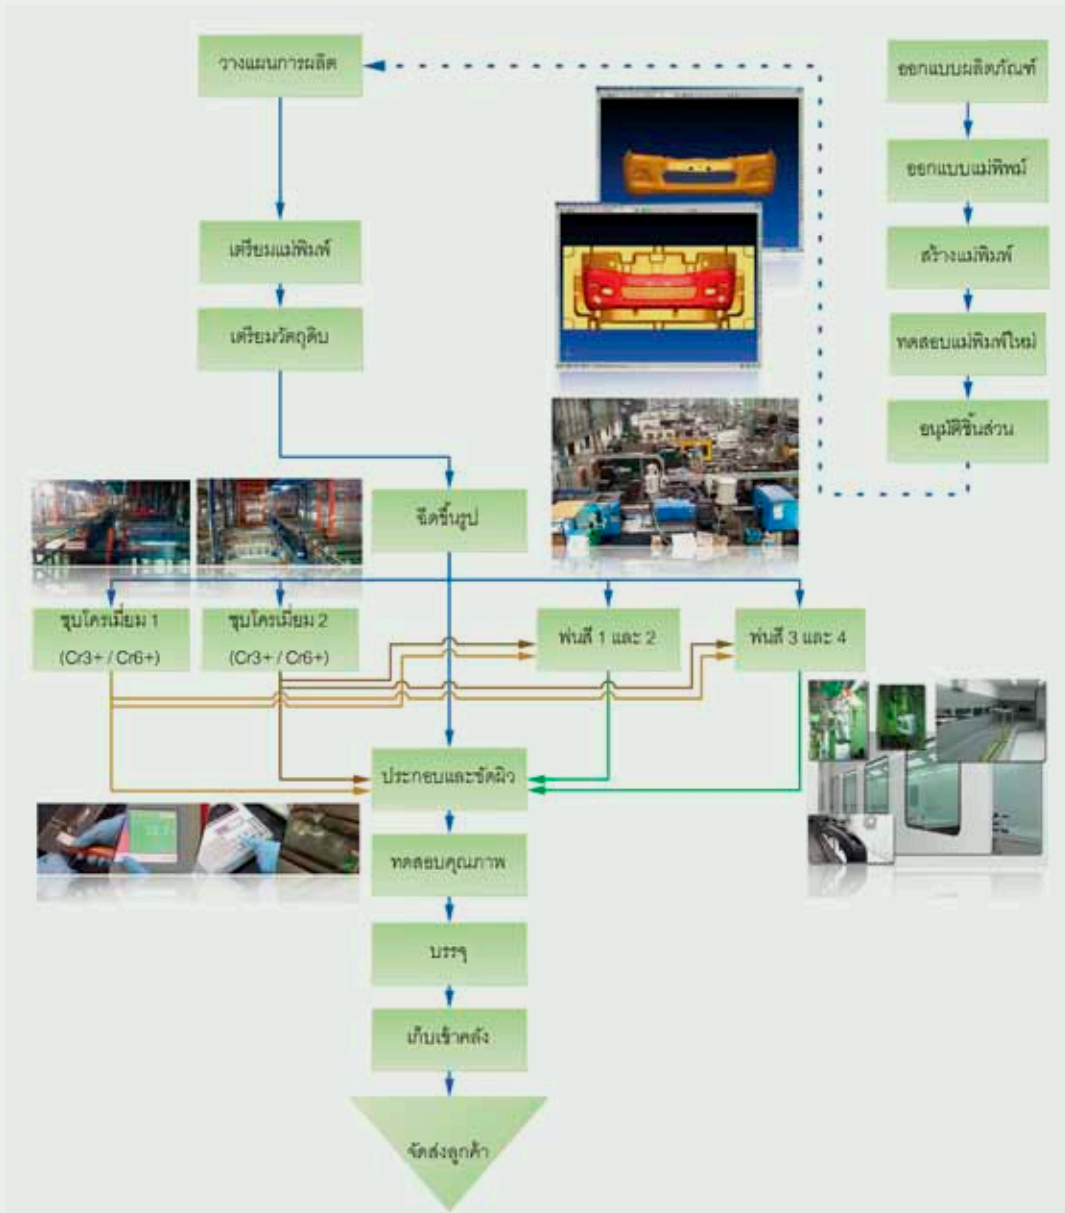 วางแผนการผลิต
เตรียมแม่พิมพ์
เตรียมวัตถุดิบ
ออกแบบผลิตภัณฑ์
ออกแบบแม่พิพม์
สร้างแม่พิมพ์
ทดสอบแม่พิมพ์ใหม่
อนุมัติชิ้นส่วน
ฉีดขึ้นรูป
ชุบโครเมี่ยม 1
(Cr3+ / Cr6+)
ชุบโครเมี่ยม 2
(Cr3+ / Cr6+)
พ่นสี 1 และ 2
พ่นสี 3 และ 4
ประกอบและขัดผิว
ทดสอบคุณภาพ
บรรจุ
เก็บเข้าคลัง
จัดส่งลูกค้า